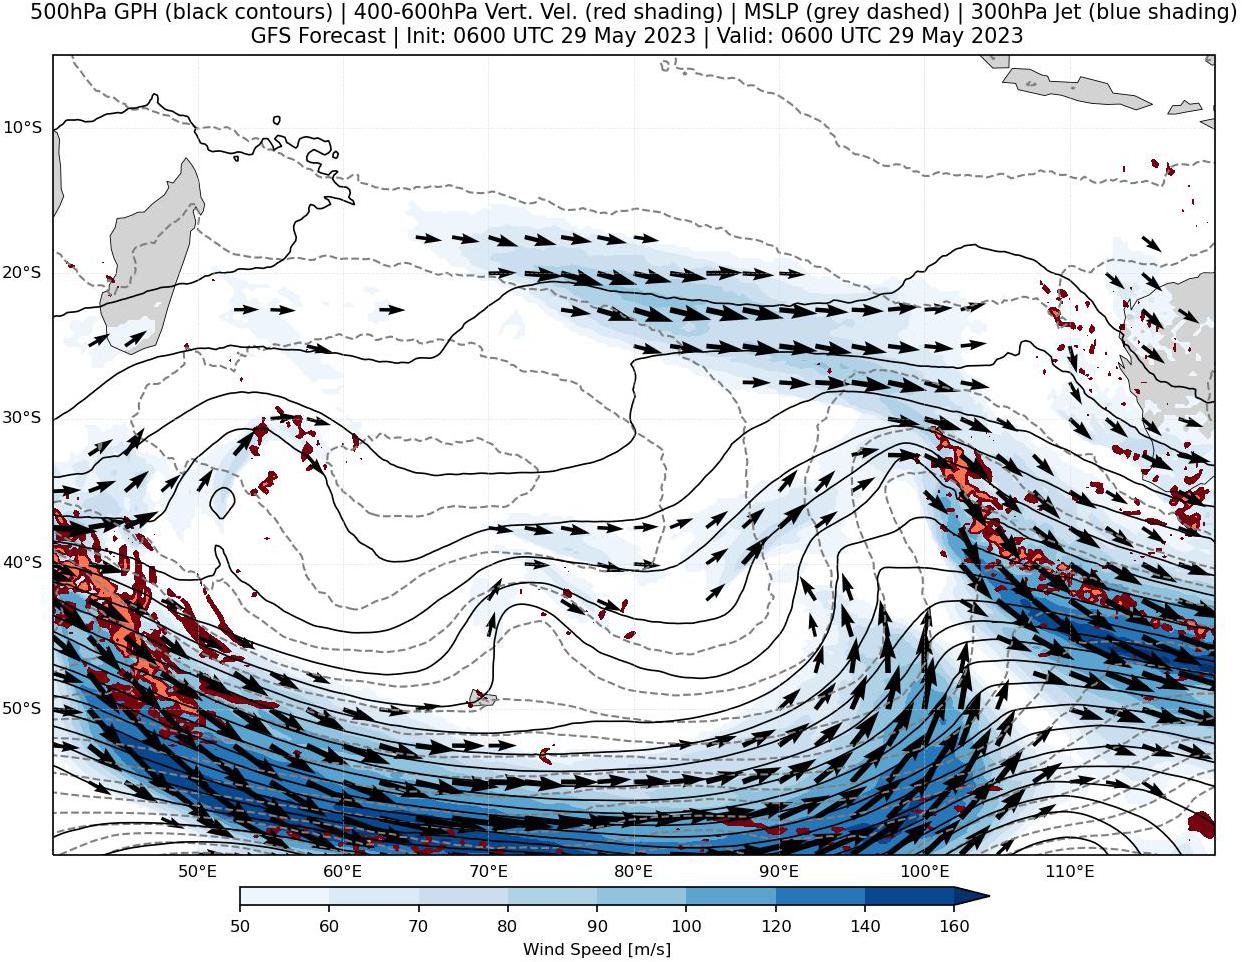 500hPa GPH (black contours) | 400-600hPa Vert. Vel. (red shading) | MSLP (grey dashed) | 300hPa Jet (blue shading)
GFS Forecast | Init: 0600 UTC 29 May 2023 | Valid: 0600 UTC 29 May 2023
10°S
20°S
30°S
40°S
50°S
50°E 60°E 70°E 80°E 90°E 100°E 110°E
50 60 70 80 90 100 120 140 160
Wind Speed [m/s]